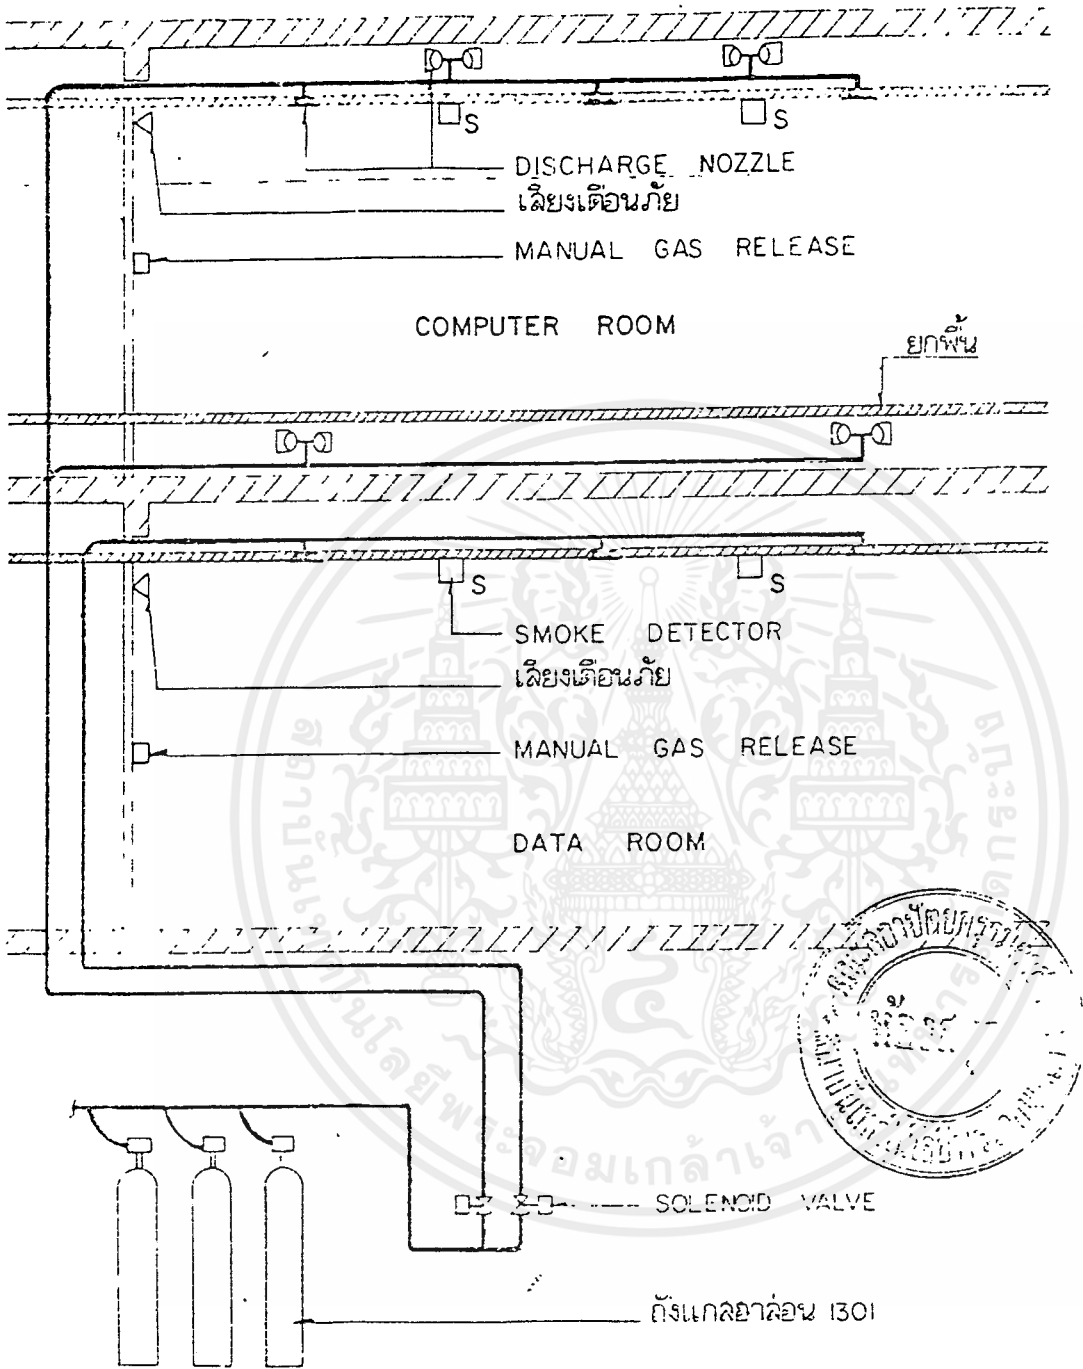 S
S
DISCHARGE NOZZLE
เสียงเตือนภัย
MANUAL GAS RELEASE
COMPUTER ROOM
ยกพื้น
S
S
SMOKE DETECTOR
เสียงเตือนภัย
MANUAL GAS RELEASE
DATA ROOM
SOLENOID VALVE
ถังแกสฮาล่อน 1301